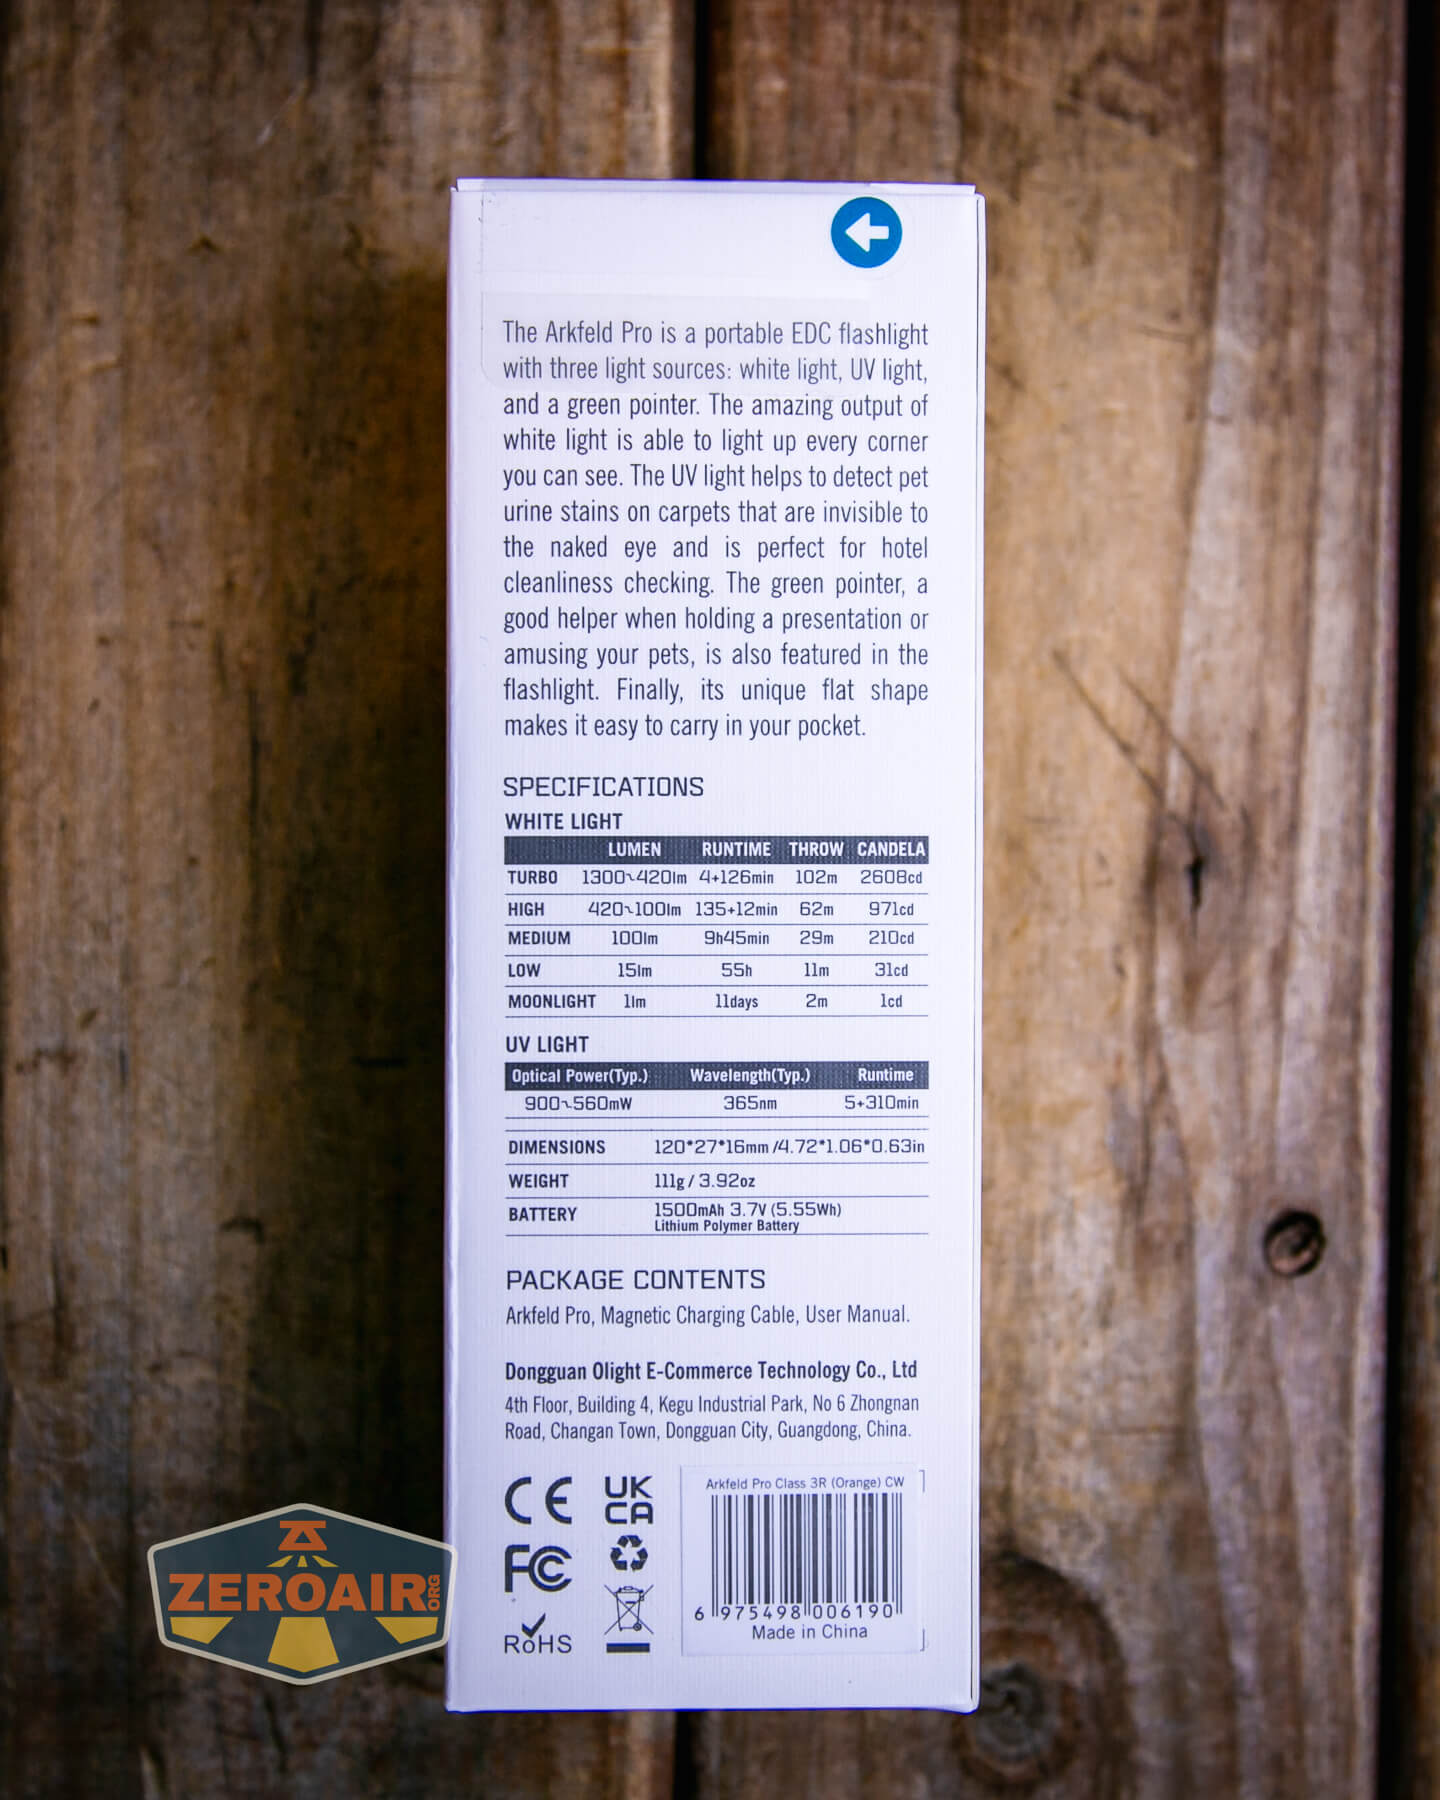 The Arkfeld Pro is a portable EDC flashlight
with three light sources: white light, UV light,
and a green pointer. The amazing output of
white light is able to light up every corner
you can see. The UV light helps to detect pet
urine stains on carpets that are invisible to
the naked eye and is perfect for hotel
cleanliness checking. The green pointer, a
good helper when holding a presentation or
amusing your pets, is also featured in the
flashlight. Finally, its unique flat shape
makes it easy to carry in your pocket.
SPECIFICATIONS
WHITE LIGHT
LUMEN RUNTIME THROW CANDELA
TURBO 1300~420lm 4+126min 102m 2608cd
HIGH 420~100lm 135+12min 62m 971cd
MEDIUM 100lm 9h45min 29m 210cd
LOW 15lm 55h 11m 31cd
MOONLIGHT 1lm 11days 2m 1cd
UV LIGHT
Optical Power(Typ.) Wavelength(Typ.) Runtime
900~560mW 365nm 5+310min
DIMENSIONS 120*27*16mm /4.72*1.06*0.63in
WEIGHT 111g / 3.92oz
BATTERY 1500mAh 3.7V (5.55Wh)
Lithium Polymer Battery
PACKAGE CONTENTS
Arkfeld Pro, Magnetic Charging Cable, User Manual.
Dongguan Olight E-Commerce Technology Co., Ltd
4th Floor, Building 4, Kegu Industrial Park, No 6 Zhongnan
Road, Changan Town, Dongguan City, Guangdong, China.
CE UK
CA
FC
RoHS
Arkfeld Pro Class 3R (Orange) CW
6 975498 006190
Made in China
ZEROAIR.ORG